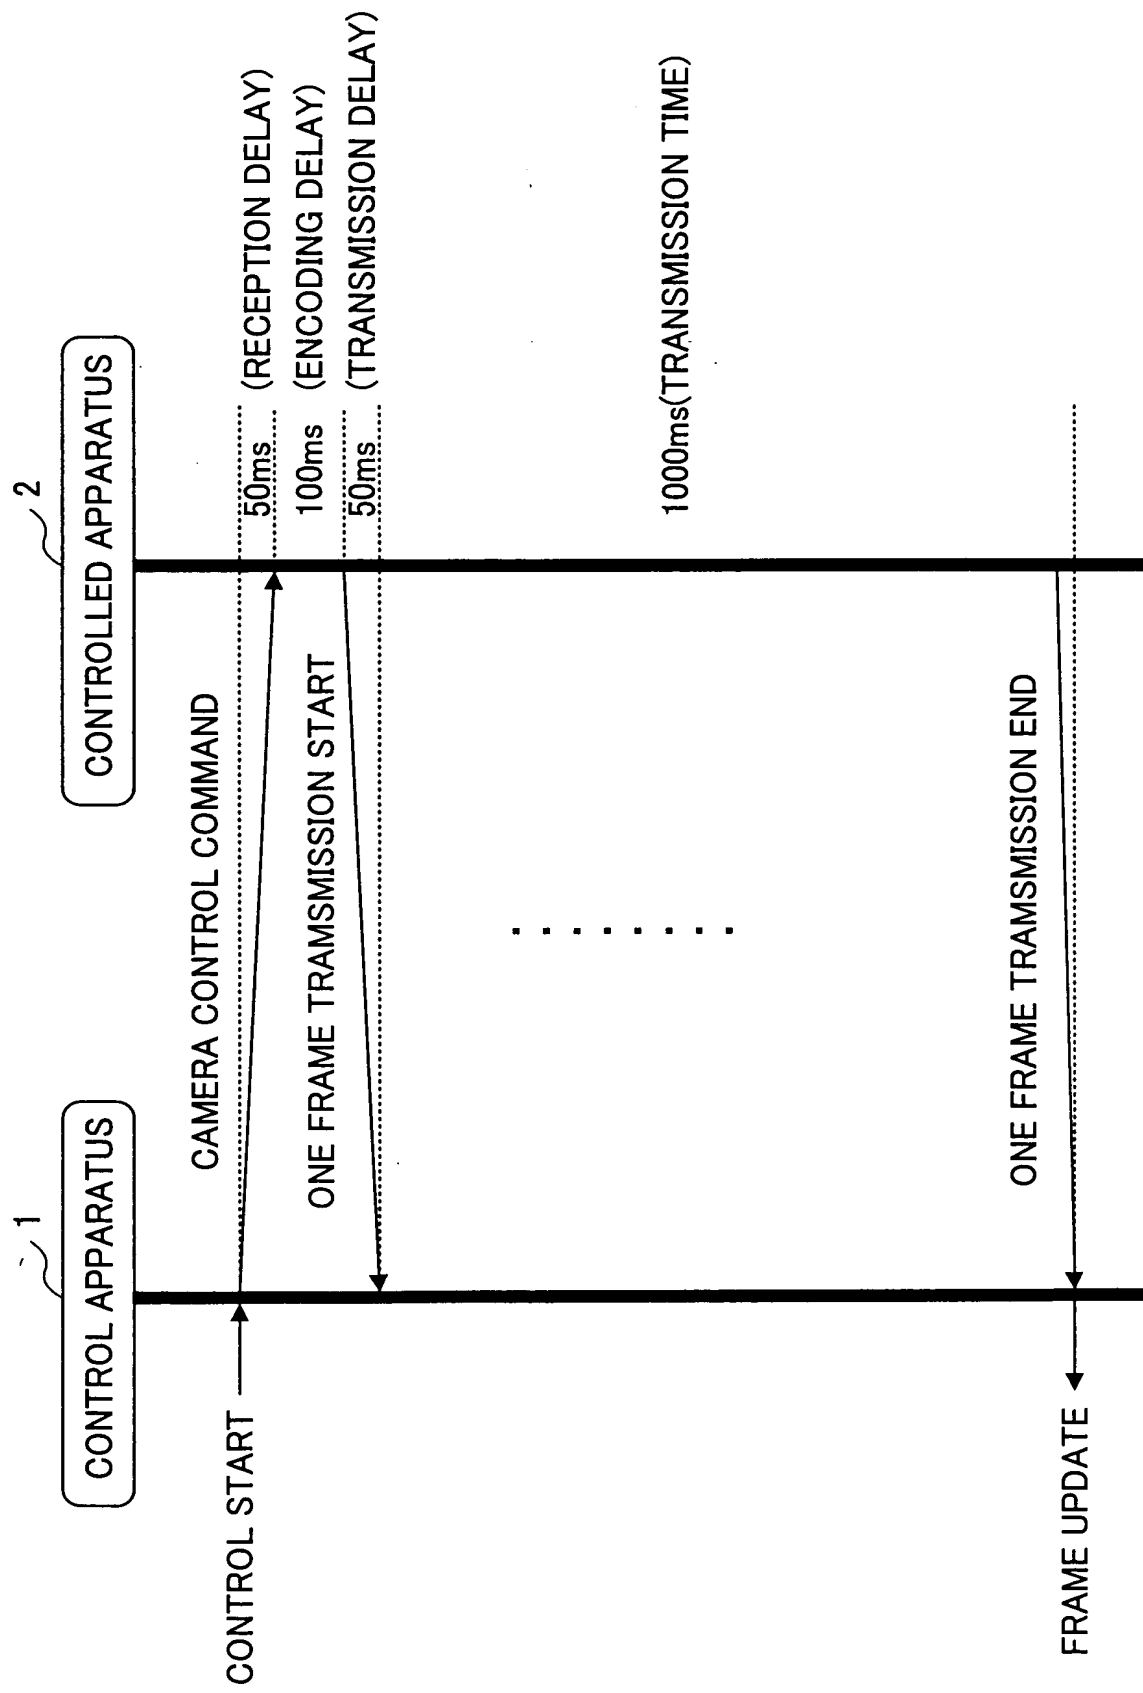 1
CONTROL APPARATUS
2
CONTROLLED APPARATUS
CONTROL START
CAMERA CONTROL COMMAND
50ms (RECEPTION DELAY)
100ms (ENCODING DELAY)
ONE FRAME TRAMSMISSION START
50ms (TRANSMISSION DELAY)
1000ms(TRANSMISSION TIME)
ONE FRAME TRAMSMISSION END
FRAME UPDATE